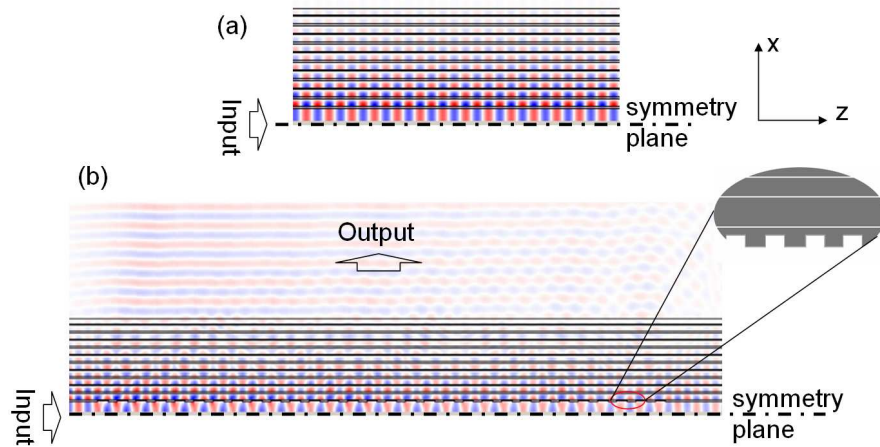 (a)
Input
symmetry
plane
x
z
(b)
Output
Input
symmetry
plane